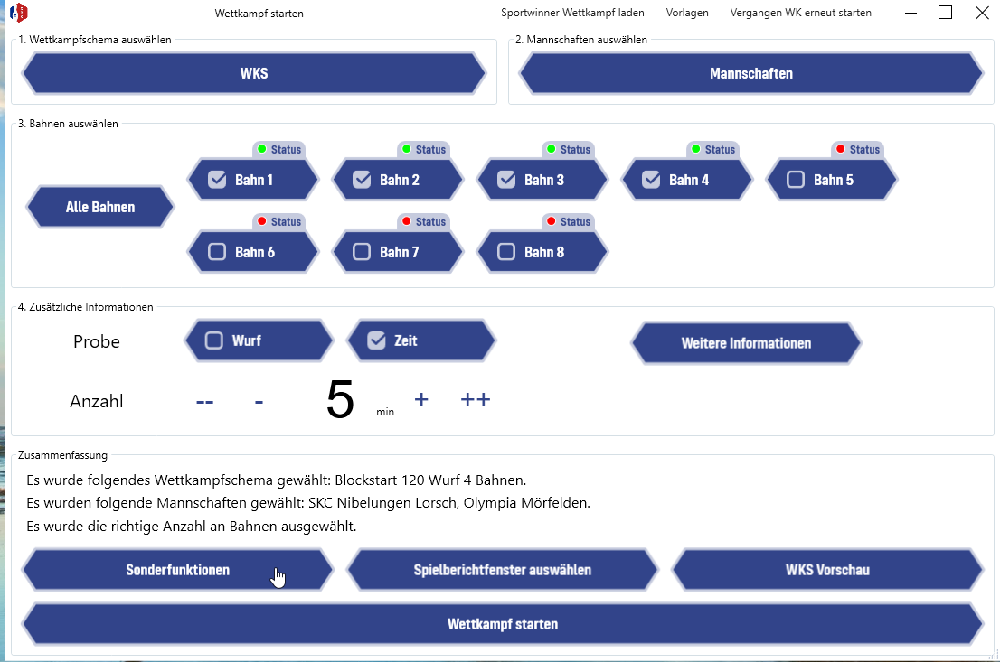 Wettkampf starten
Sportwinner Wettkampf laden
Vorlagen
Vergangen WK erneut starten
1. Wettkampfschema auswählen
WKS
2. Mannschaften auswählen
Mannschaften
3. Bahnen auswählen
Alle Bahnen
Status
Bahn 1
Status
Bahn 2
Status
Bahn 3
Status
Bahn 4
Status
Bahn 5
Status
Bahn 6
Status
Bahn 7
Status
Bahn 8
4. Zusätzliche Informationen
Probe
Wurf
Zeit
Weitere Informationen
Anzahl
-- - 5 min + ++
Zusammenfassung
Es wurde folgendes Wettkampfschema gewählt: Blockstart 120 Wurf 4 Bahnen.
Es wurden folgende Mannschaften gewählt: SKC Nibelungen Lorsch, Olympia Mörfelden.
Es wurde die richtige Anzahl an Bahnen ausgewählt.
Sonderfunktionen
Spielberichtfenster auswählen
WKS Vorschau
Wettkampf starten